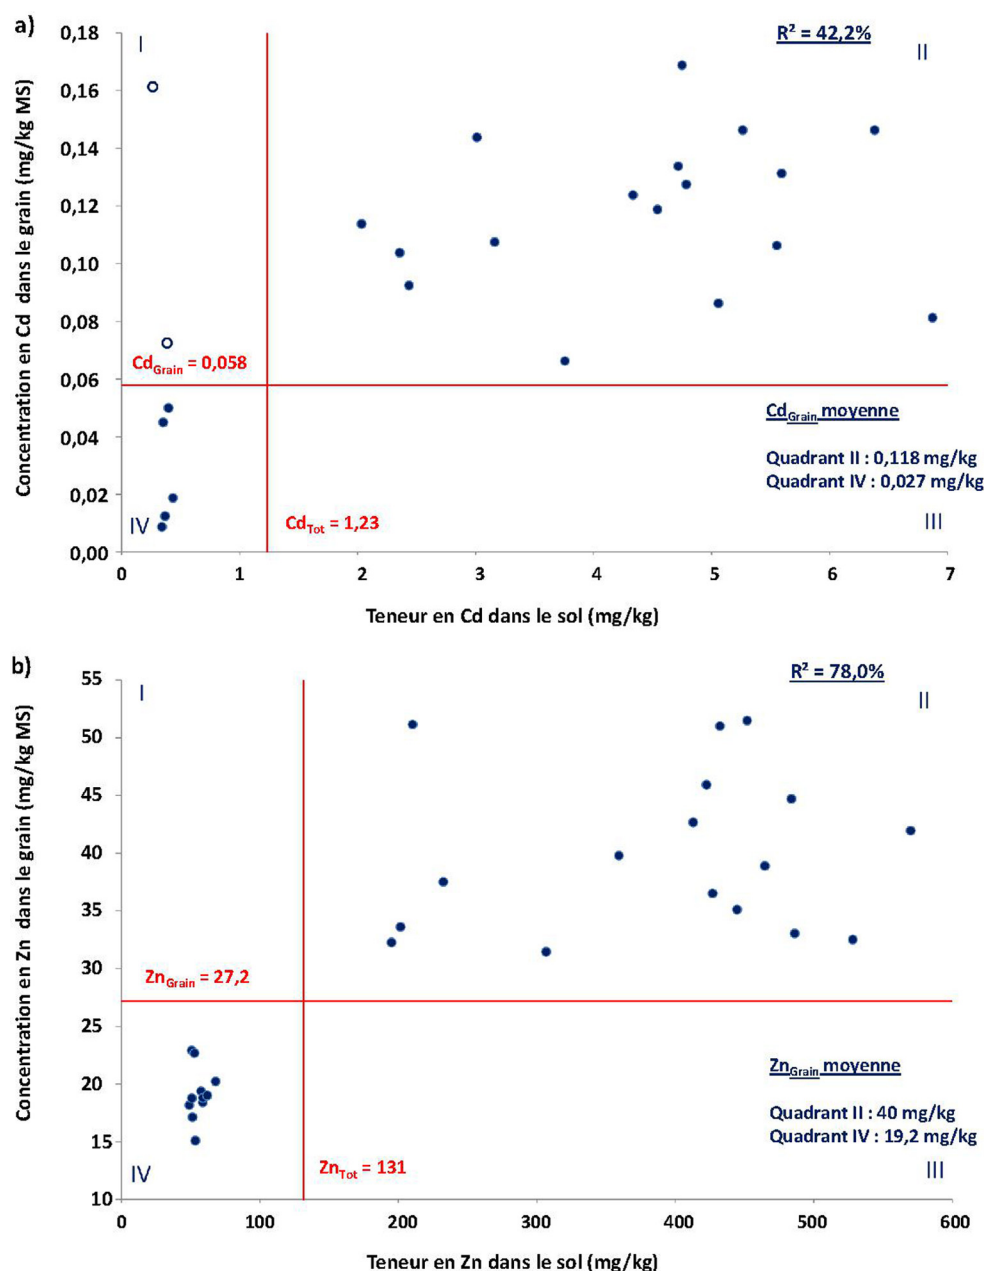 a)
Concentration en Cd dans le grain (mg/kg MS)
0,18
0,16
0,14
0,12
0,10
0,08
0,06
0,04
0,02
0,00
I
R² = 42,2%
II
Cd_Grain = 0,058
Cd_Grain moyenne
Quadrant II : 0,118 mg/kg
Quadrant IV : 0,027 mg/kg
IV
Cd_Tot = 1,23
III
0 1 2 3 4 5 6 7
Teneur en Cd dans le sol (mg/kg)
b)
Concentration en Zn dans le grain (mg/kg MS)
55
50
45
40
35
30
25
20
15
10
I
R² = 78,0%
II
Zn_Grain = 27,2
Zn_Grain moyenne
Quadrant II : 40 mg/kg
Quadrant IV : 19,2 mg/kg
IV
Zn_Tot = 131
III
0 100 200 300 400 500 600
Teneur en Zn dans le sol (mg/kg)